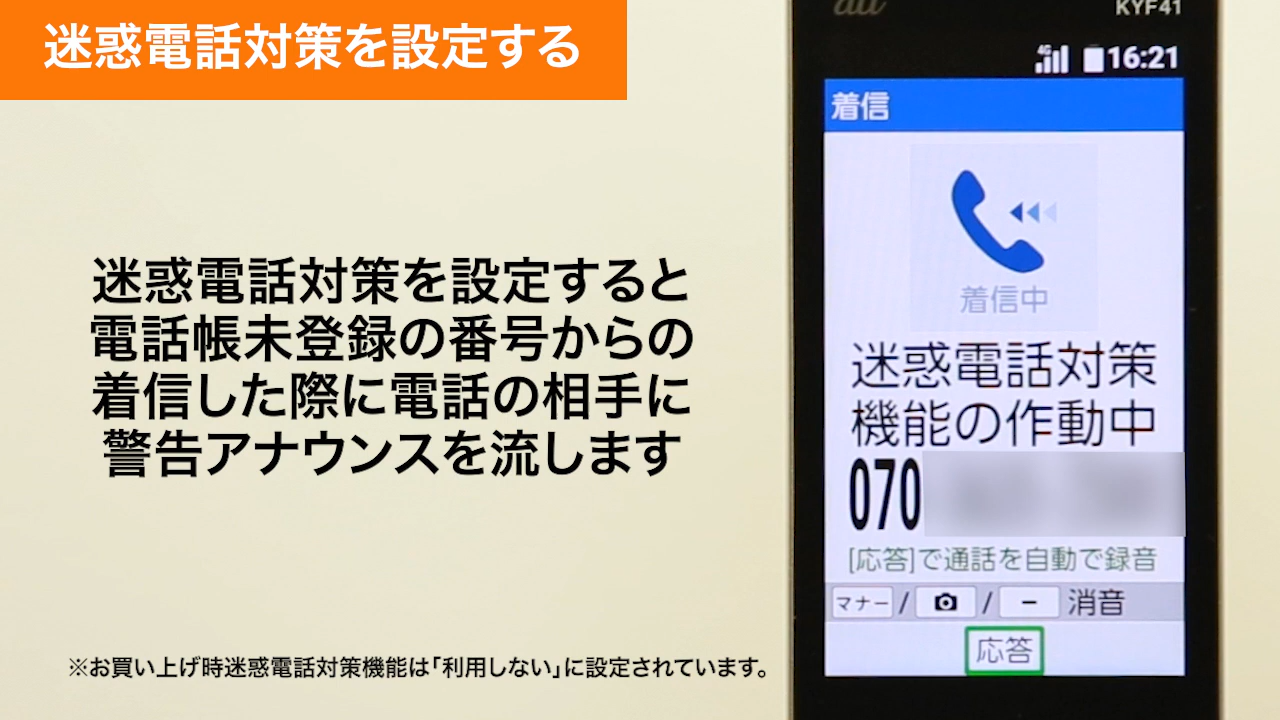 迷惑電話対策を設定する
迷惑電話対策を設定すると
電話帳未登録の番号からの
着信した際に電話の相手に
警告アナウンスを流します
※お買い上げ時迷惑電話対策機能は「利用しない」に設定されています。
au
KYF41
4G 16:21
着信
着信中
迷惑電話対策
機能の作動中
070
[応答]で通話を自動で録音
マナー / / − 消音
応答